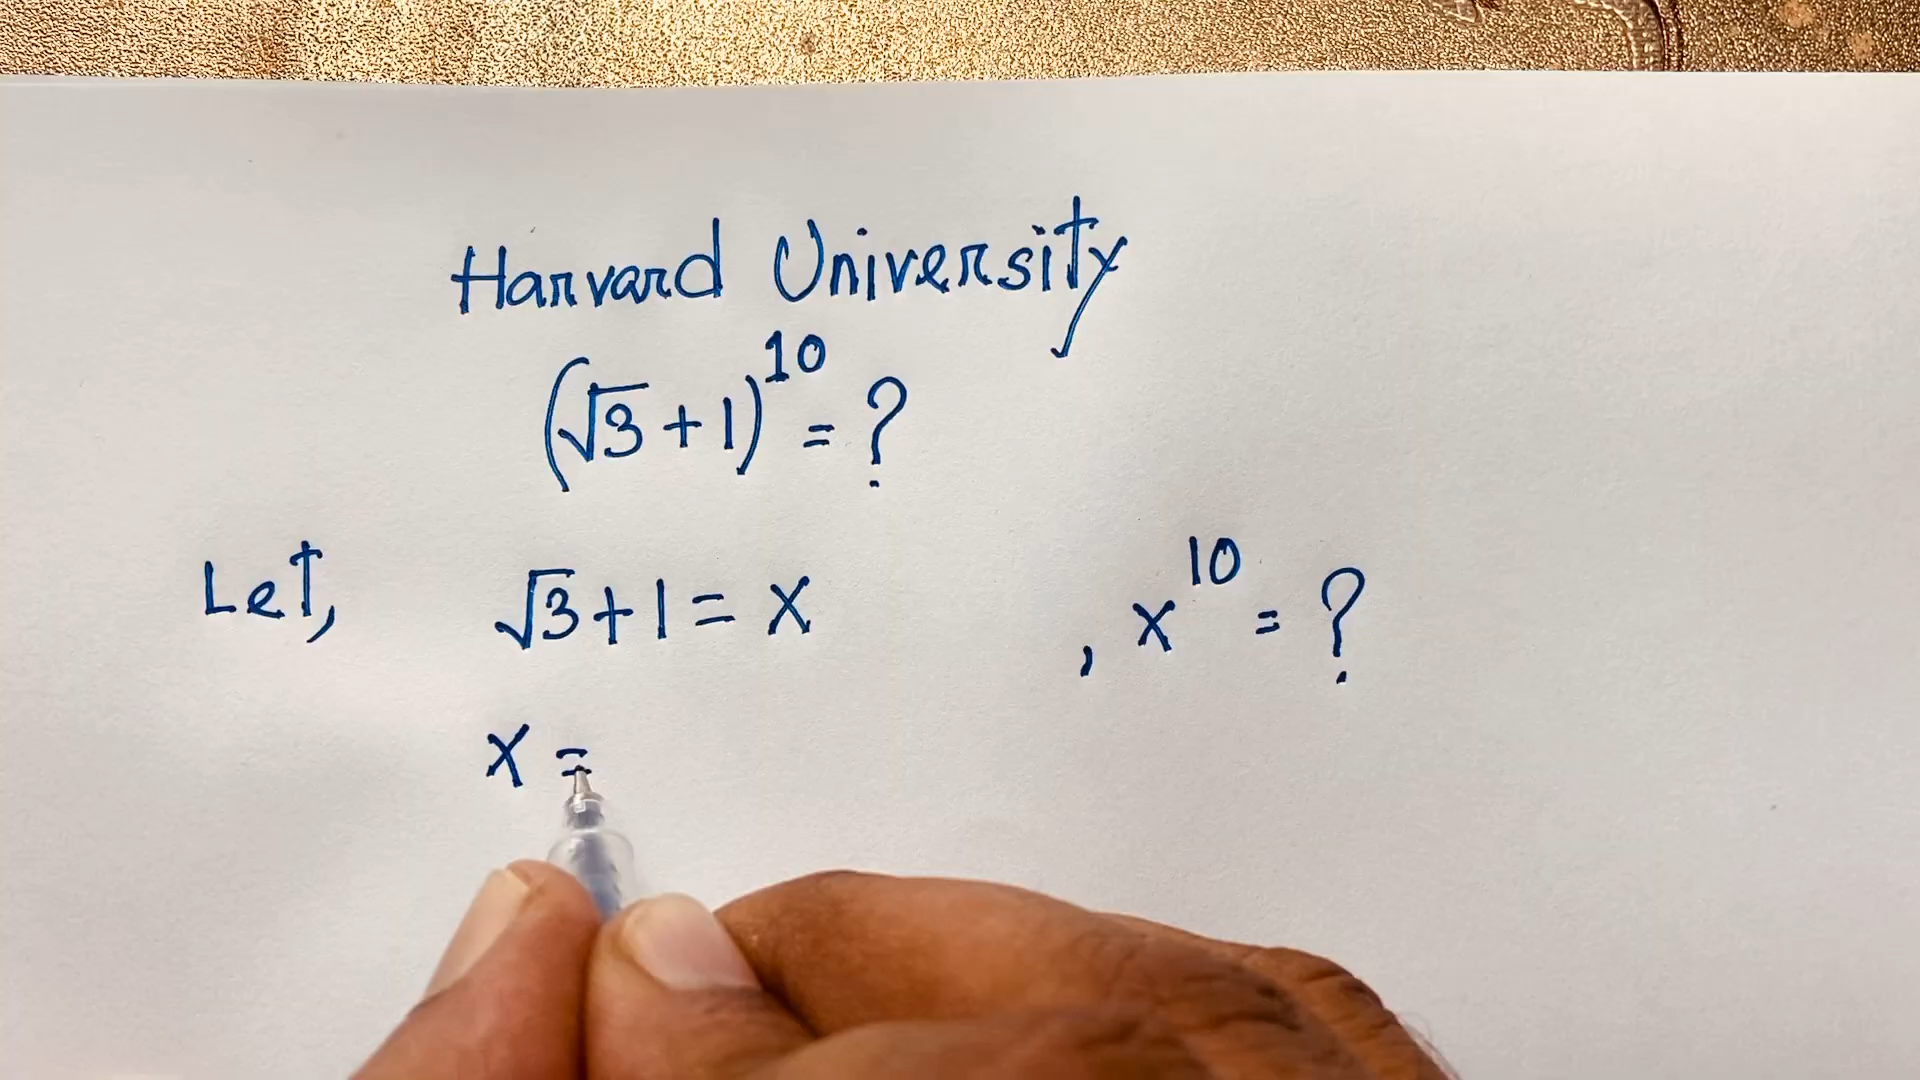 Harvard University
(√3+1)¹⁰ = ?
Let, √3+1 = x , x¹⁰ = ?
x =